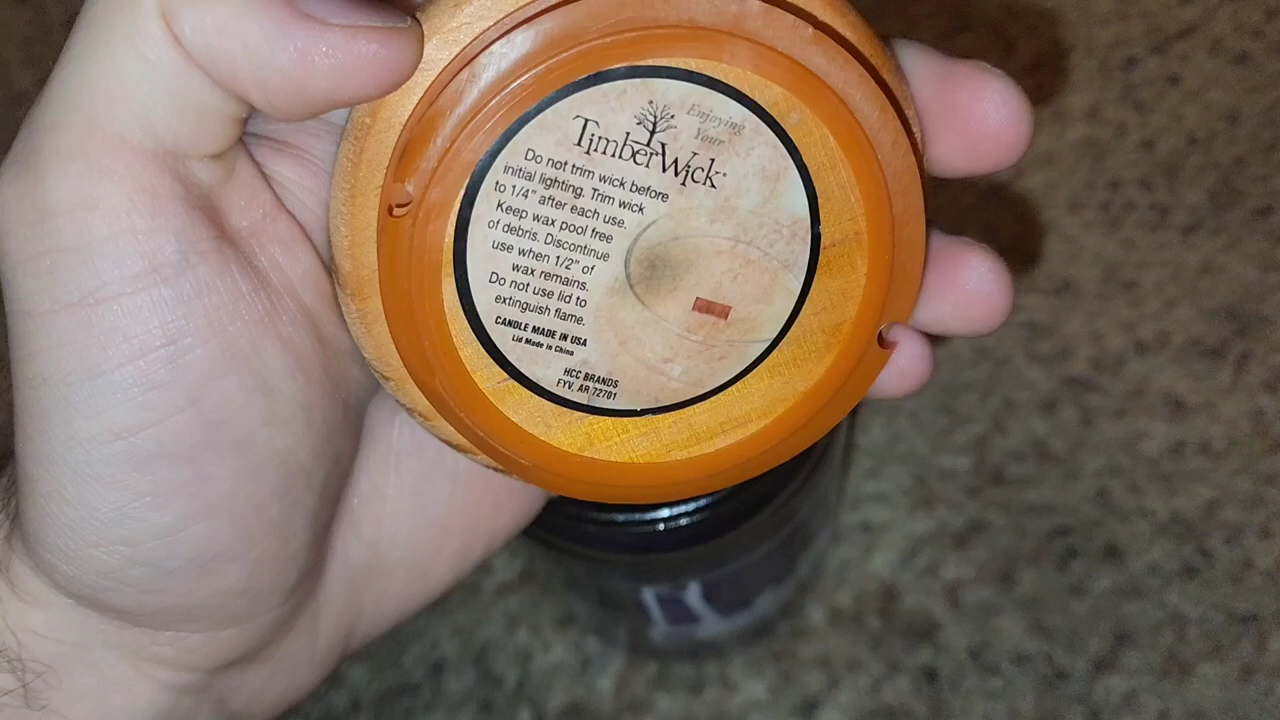 Enjoying
Your
TimberWick®
Do not trim wick before
initial lighting. Trim wick
to 1/4" after each use.
Keep wax pool free
of debris. Discontinue
use when 1/2" of
wax remains.
Do not use lid to
extinguish flame.
CANDLE MADE IN USA
Lid Made in China
HCC BRANDS
FYV, AR 72701